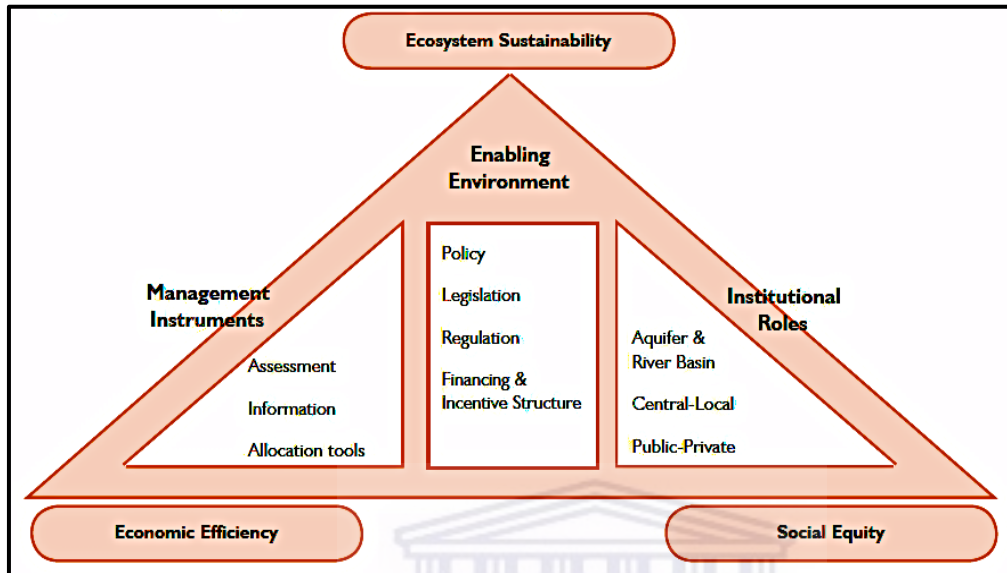 Ecosystem Sustainability
Enabling
Environment
Management
Instruments
Assessment
Information
Allocation tools
Policy
Legislation
Regulation
Financing &
Incentive Structure
Institutional
Roles
Aquifer &
River Basin
Central-Local
Public-Private
Economic Efficiency
Social Equity